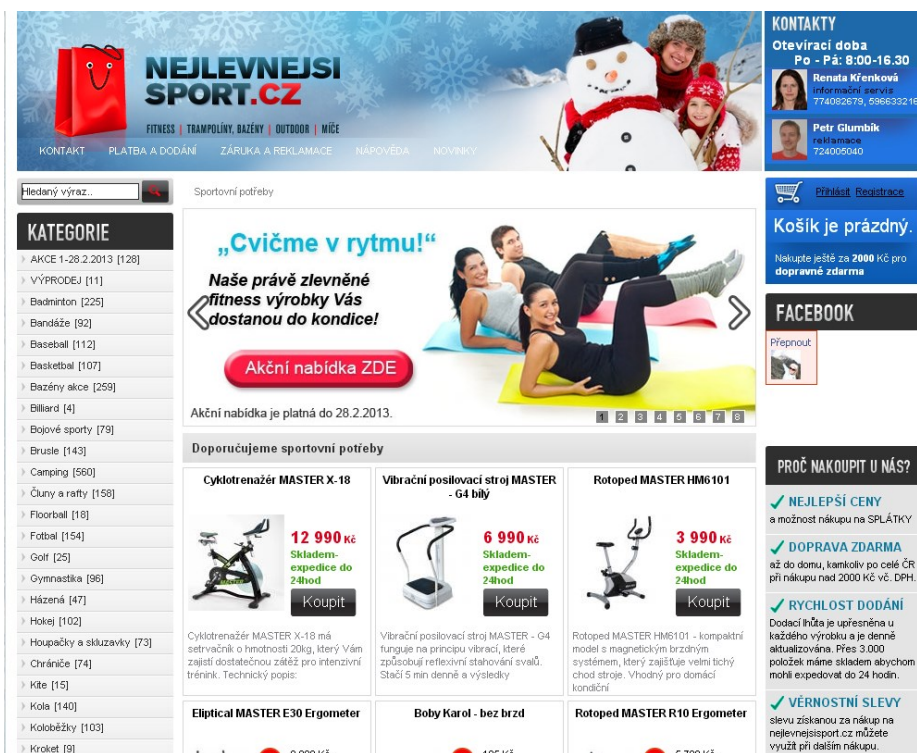 NEJLEVNEJSI
SPORT.CZ
FITNESS | TRAMPOLÍNY, BAZÉNY | OUTDOOR | MÍČE
KONTAKT PLATBA A DODÁNÍ ZÁRUKA A REKLAMACE NÁPOVĚDA NOVINKY
KONTAKTY
Otevírací doba
Po - Pá: 8:00-16.30
Renata Křenková
informační servis
774082679, 596633216
Petr Glumbík
reklamace
724005040
Hledaný výraz..
Sportovní potřeby
Přihlásit Registrace
Košík je prázdný.
Nakupte ještě za 2000 Kč pro
dopravné zdarma
KATEGORIE
AKCE 1-28.2.2013 [128]
VÝPRODEJ [11]
Badminton [225]
Bandáže [92]
Baseball [112]
Basketbal [107]
Bazény akce [259]
Billiard [4]
Bojové sporty [79]
Brusle [143]
Camping [560]
Čluny a rafty [158]
Floorball [18]
Fotbal [154]
Golf [25]
Gymnastika [96]
Házená [47]
Hokej [102]
Houpačky a skluzavky [73]
Chrániče [74]
Kite [15]
Kola [140]
Koloběžky [103]
Kroket [9]
„Cvičme v rytmu!“
Naše právě zlevněné
fitness výrobky Vás
dostanou do kondice!
Akční nabídka ZDE
Akční nabídka je platná do 28.2.2013.
1 2 3 4 5 6 7 8
Doporučujeme sportovní potřeby
Cyklotrenažér MASTER X-18
12 990 Kč
Skladem-
expedice do
24hod
Koupit
Cyklotrenažér MASTER X-18 má
setrvačník o hmotnosti 20kg, který Vám
zajistí dostatečnou zátěž pro intenzivní
trénink. Technický popis:
Vibrační posilovací stroj MASTER
- G4 bílý
6 990 Kč
Skladem-
expedice do
24hod
Koupit
Vibrační posilovací stroj MASTER - G4
funguje na principu vibrací, které
způsobují reflexivní stahování svalů.
Stačí 5 min denně a výsledky
Rotoped MASTER HM6101
3 990 Kč
Skladem-
expedice do
24hod
Koupit
Rotoped MASTER HM6101 - kompaktní
model s magnetickým brzdným
systémem, který zajišťuje velmi tichý
chod stroje. Vhodný pro domácí
kondiční
Eliptical MASTER E30 Ergometer
Boby Karol - bez brzd
Rotoped MASTER R10 Ergometer
FACEBOOK
Přepnout
PROČ NAKOUPIT U NÁS?
NEJLEPŠÍ CENY
a možnost nákupu na SPLÁTKY
DOPRAVA ZDARMA
až do domu, kamkoliv po celé ČR
při nákupu nad 2000 Kč vč. DPH.
RYCHLOST DODÁNÍ
Dodací lhůta je upřesněna u
každého výrobku a je denně
aktualizována. Přes 3.000
položek máme skladem abychom
mohli expedovat do 24 hodin.
VĚRNOSTNÍ SLEVY
slevu získanou za nákup na
nejlevnejsisport.cz můžete
využít při dalším nákupu.